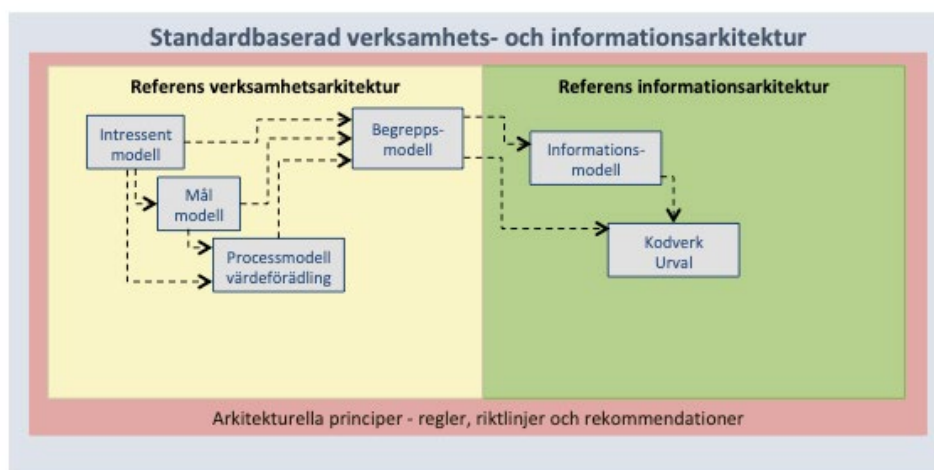 Standardbaserad verksamhets- och informationsarkitektur
Referens verksamhetsarkitektur
Referens informationsarkitektur
Intressent
modell
Begrepps-
modell
Informations-
modell
Mål
modell
Processmodell
värdeförädling
Kodverk
Urval
Arkitekturella principer - regler, riktlinjer och rekommendationer